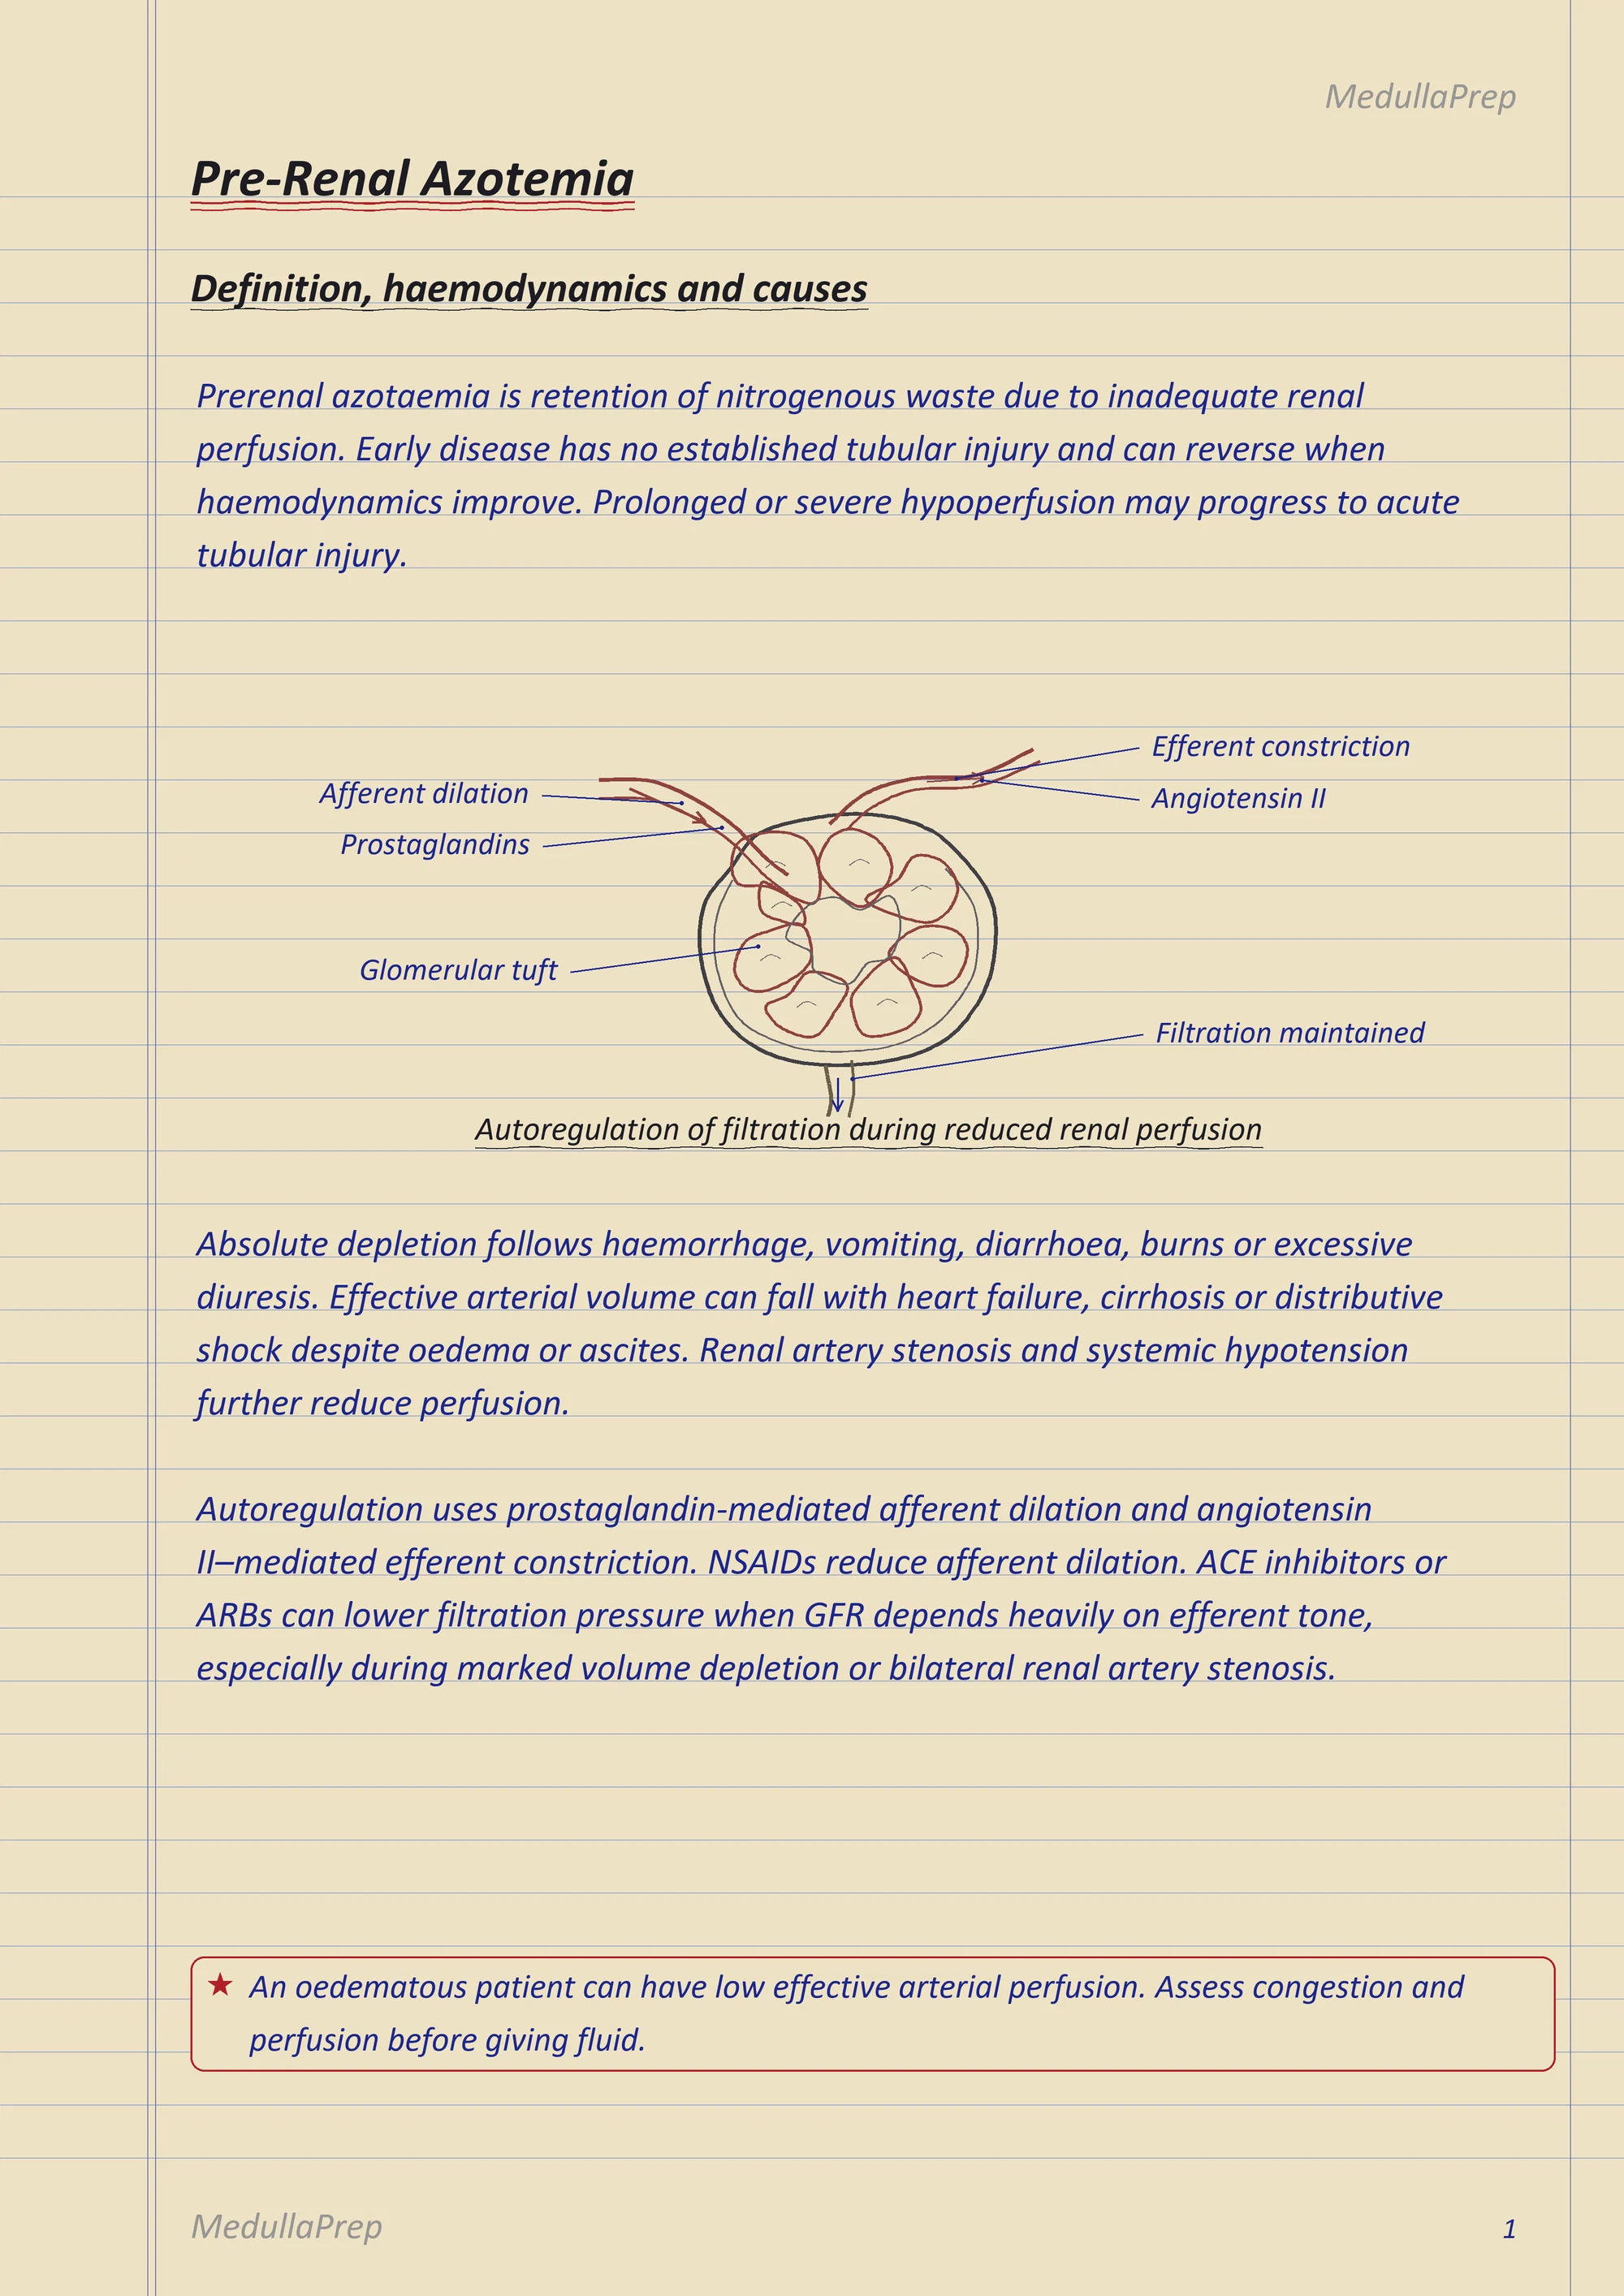 MedullaPrep
Pre-Renal Azotemia
Definition, haemodynamics and causes
Prerenal azotaemia is retention of nitrogenous waste due to inadequate renal
perfusion. Early disease has no established tubular injury and can reverse when
haemodynamics improve. Prolonged or severe hypoperfusion may progress to acute
tubular injury.
Efferent constriction
Afferent dilation
Angiotensin II
Prostaglandins
Glomerular tuft
Filtration maintained
Autoregulation of filtration during reduced renal perfusion
Absolute depletion follows haemorrhage, vomiting, diarrhoea, burns or excessive
diuresis. Effective arterial volume can fall with heart failure, cirrhosis or distributive
shock despite oedema or ascites. Renal artery stenosis and systemic hypotension
further reduce perfusion.
Autoregulation uses prostaglandin-mediated afferent dilation and angiotensin
II–mediated efferent constriction. NSAIDs reduce afferent dilation. ACE inhibitors or
ARBs can lower filtration pressure when GFR depends heavily on efferent tone,
especially during marked volume depletion or bilateral renal artery stenosis.
★ An oedematous patient can have low effective arterial perfusion. Assess congestion and
perfusion before giving fluid.
MedullaPrep
1